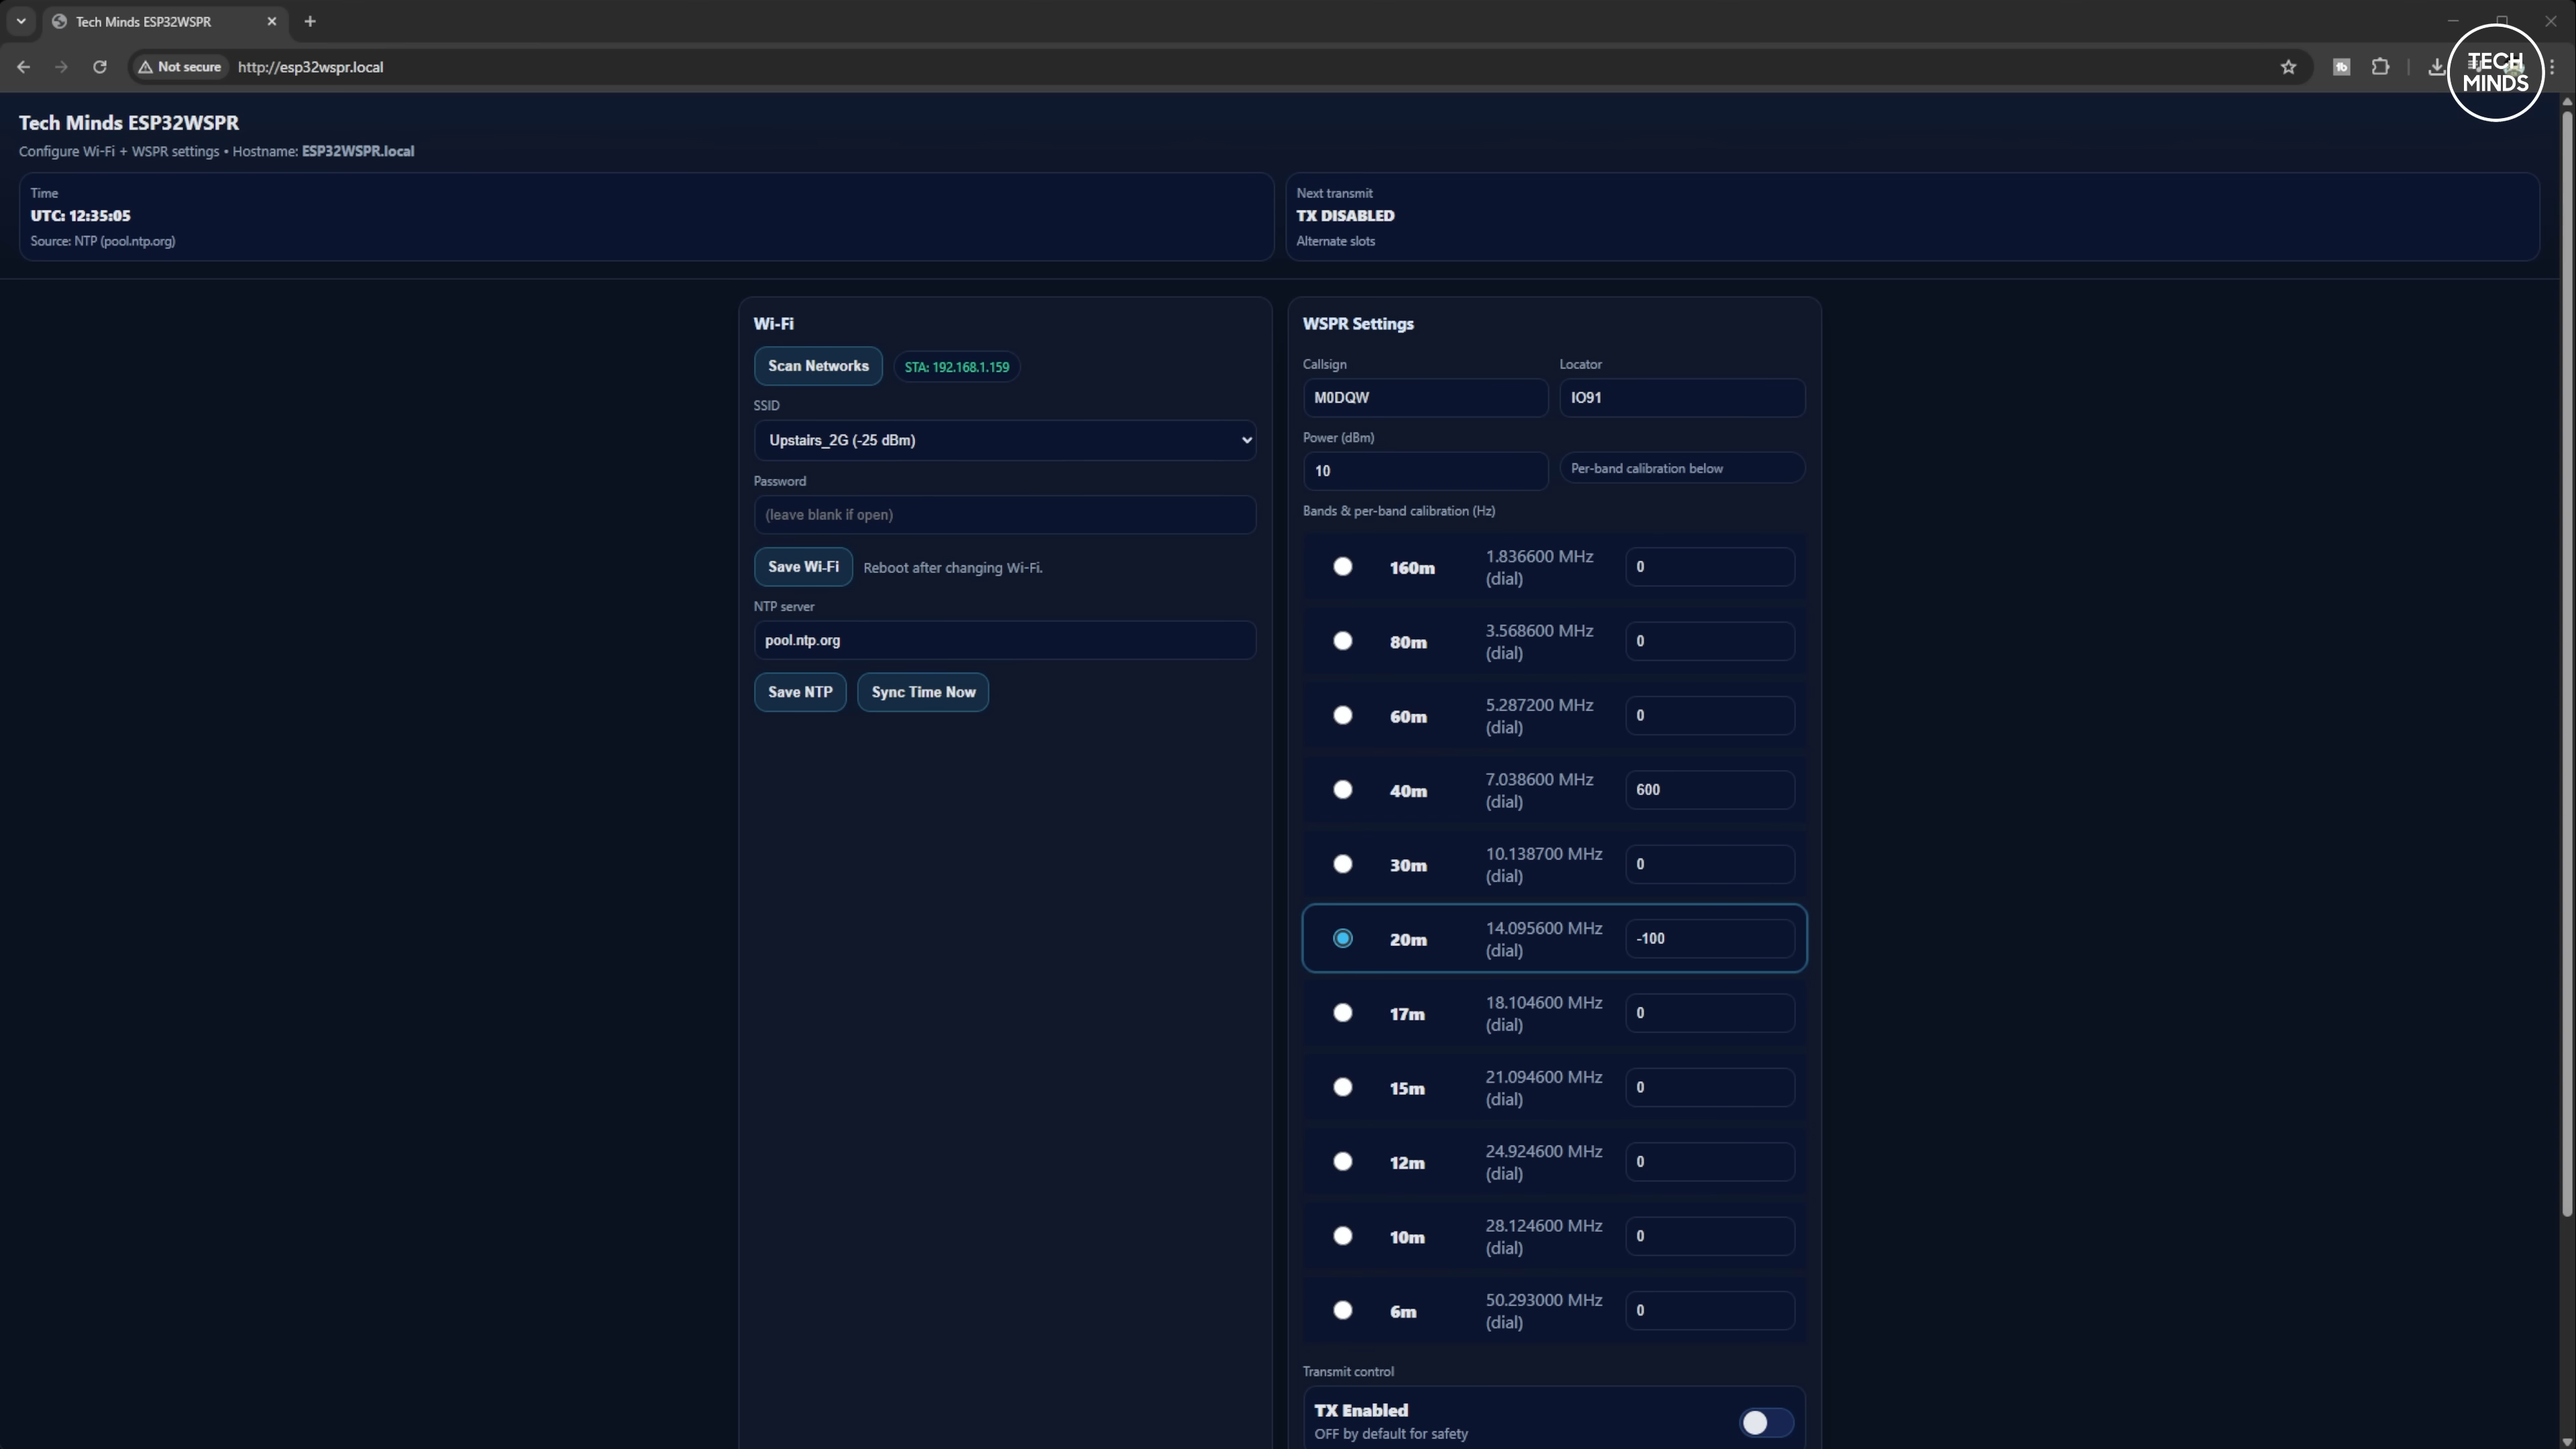 Tech Minds ESP32WSPR
Not secure
http://esp32wspr.local
TECH
MINDS
Tech Minds ESP32WSPR
Configure Wi-Fi + WSPR settings • Hostname: ESP32WSPR.local
Time
UTC: 12:35:05
Source: NTP (pool.ntp.org)
Next transmit
TX DISABLED
Alternate slots
Wi-Fi
Scan Networks
STA: 192.168.1.159
SSID
Upstairs_2G (-25 dBm)
Password
(leave blank if open)
Save Wi-Fi
Reboot after changing Wi-Fi.
NTP server
pool.ntp.org
Save NTP
Sync Time Now
WSPR Settings
Callsign
Locator
M0DQW
IO91
Power (dBm)
10
Per-band calibration below
Bands & per-band calibration (Hz)
160m
1.836600 MHz
(dial)
0
80m
3.568600 MHz
(dial)
0
60m
5.287200 MHz
(dial)
0
40m
7.038600 MHz
(dial)
600
30m
10.138700 MHz
(dial)
0
20m
14.095600 MHz
(dial)
-100
17m
18.104600 MHz
(dial)
0
15m
21.094600 MHz
(dial)
0
12m
24.924600 MHz
(dial)
0
10m
28.124600 MHz
(dial)
0
6m
50.293000 MHz
(dial)
0
Transmit control
TX Enabled
OFF by default for safety